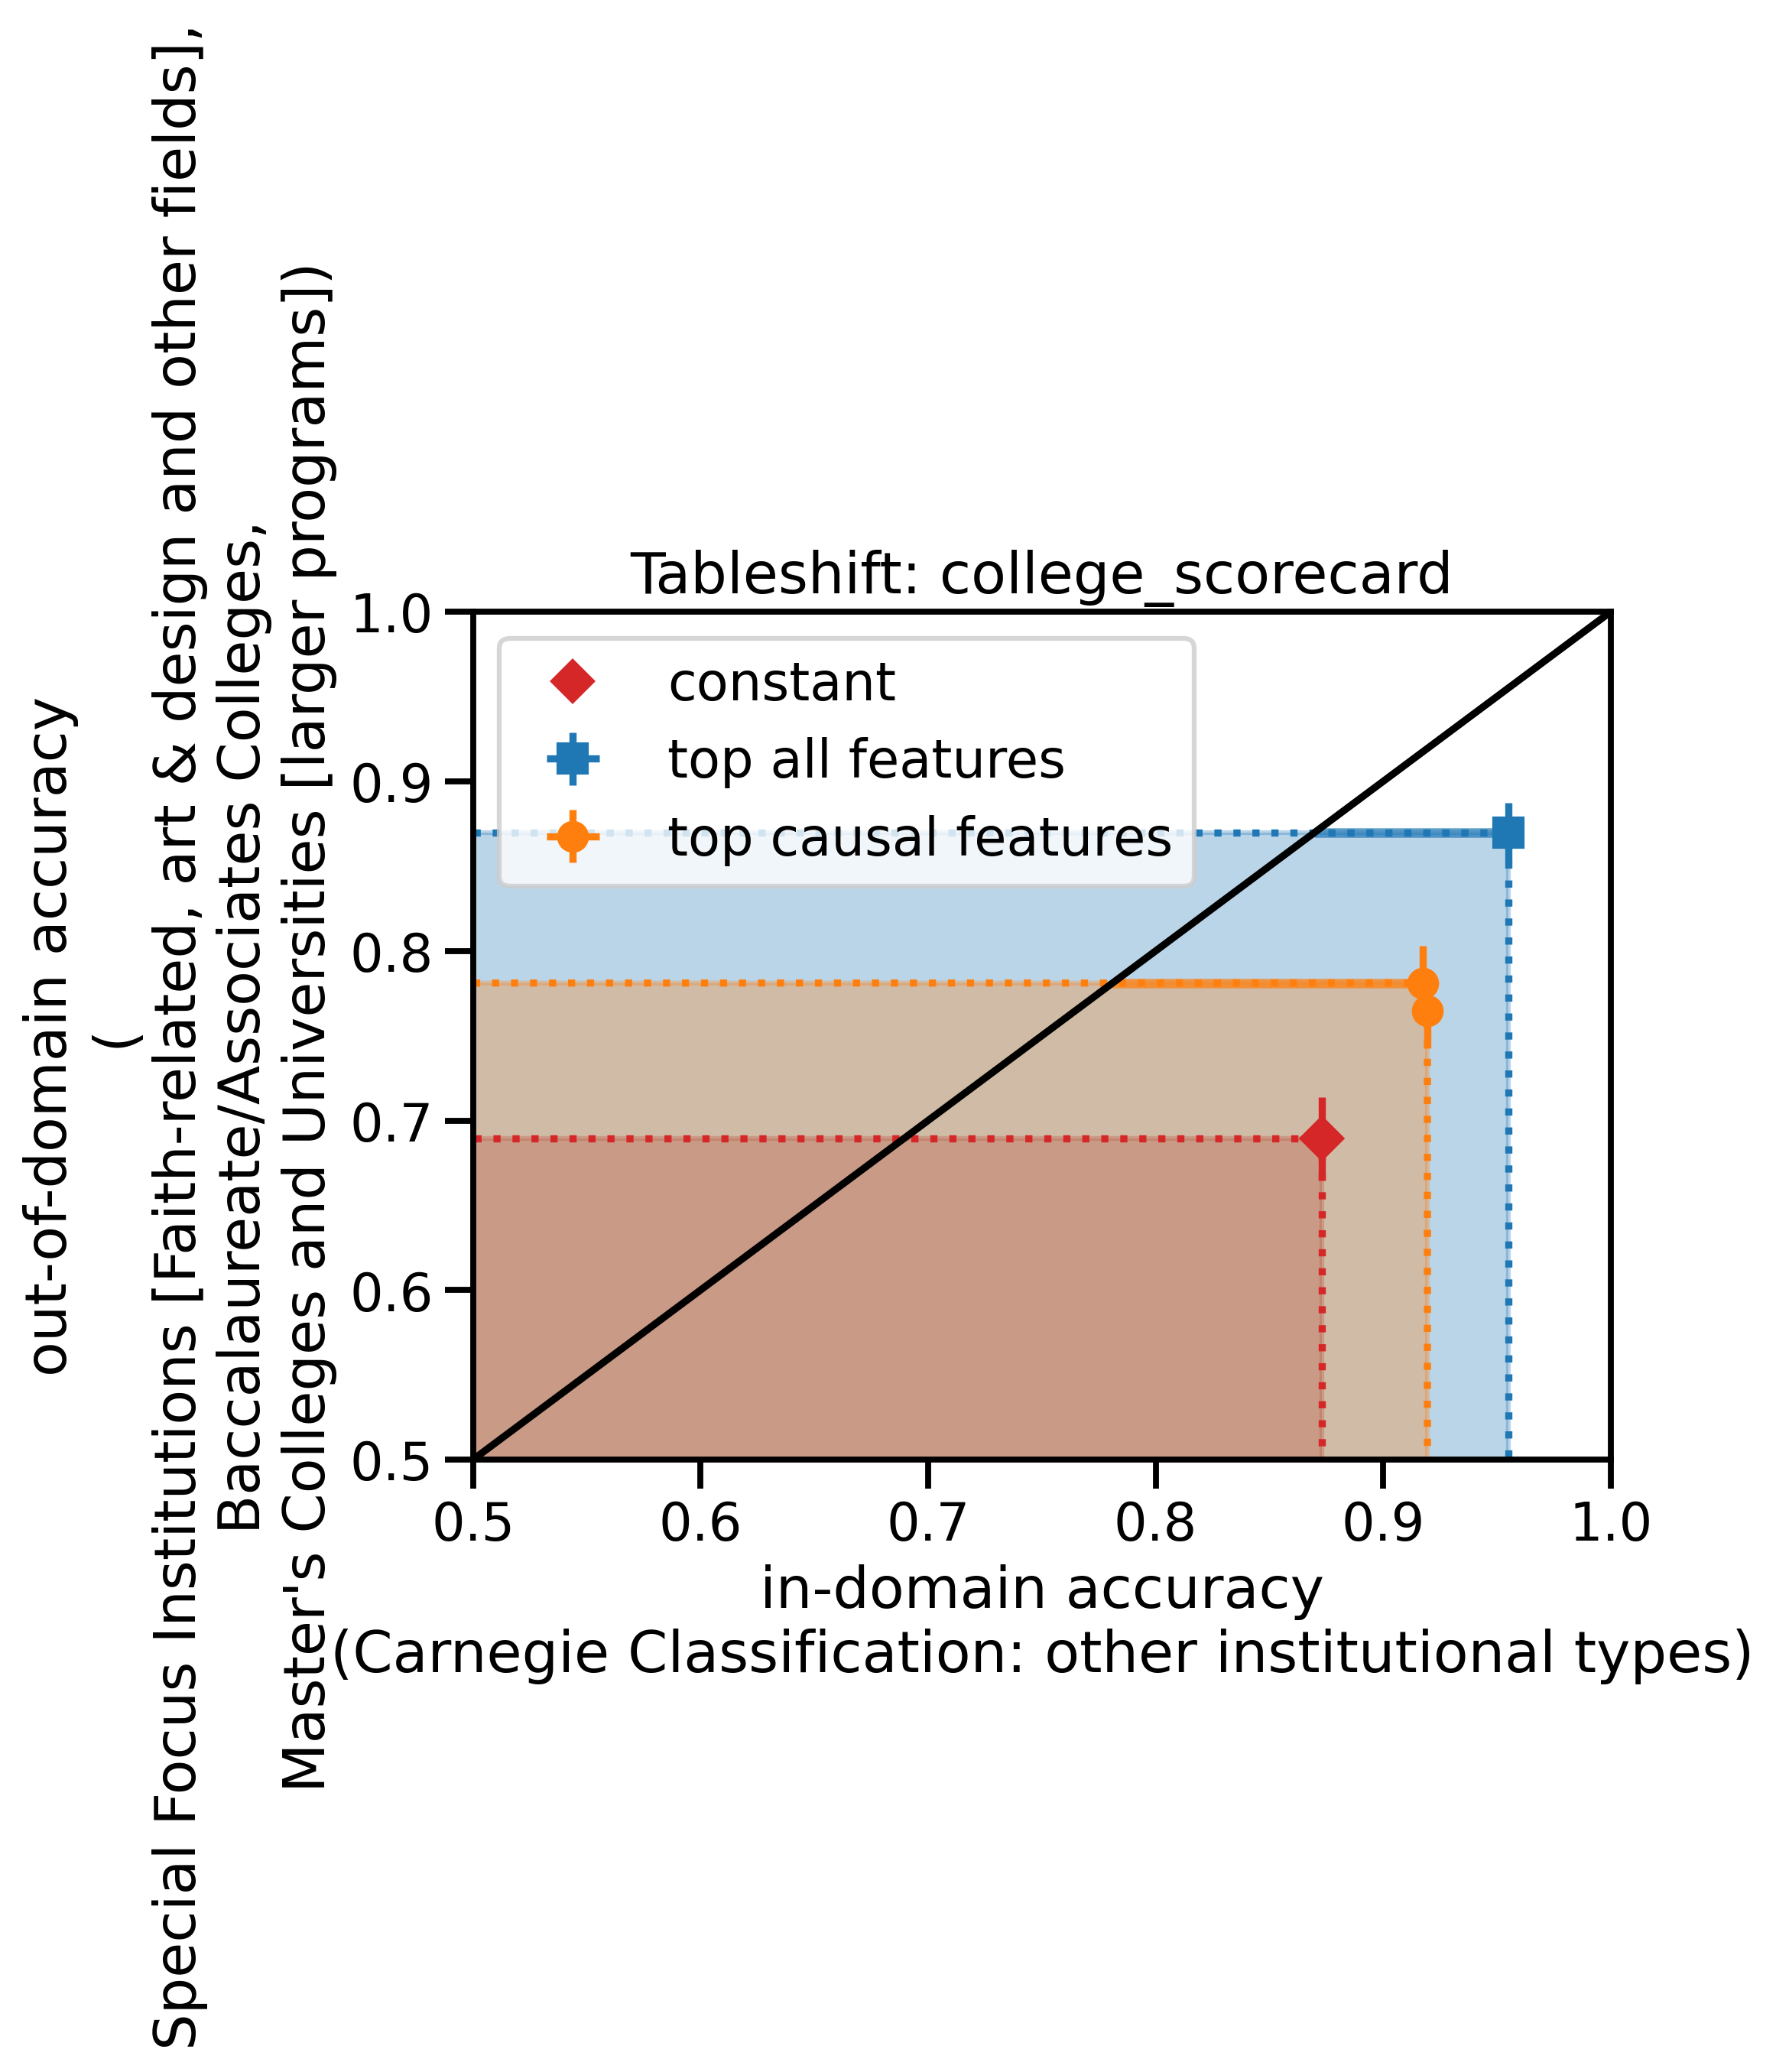 Tableshift: college_scorecard
out-of-domain accuracy
(
Special Focus Institutions [Faith-related, art & design and other fields],
Baccalaureate/Associates Colleges,
Master's Colleges and Universities [larger programs])
1.0
0.9
0.8
0.7
0.6
0.5
constant
top all features
top causal features
0.5 0.6 0.7 0.8 0.9 1.0
in-domain accuracy
(Carnegie Classification: other institutional types)